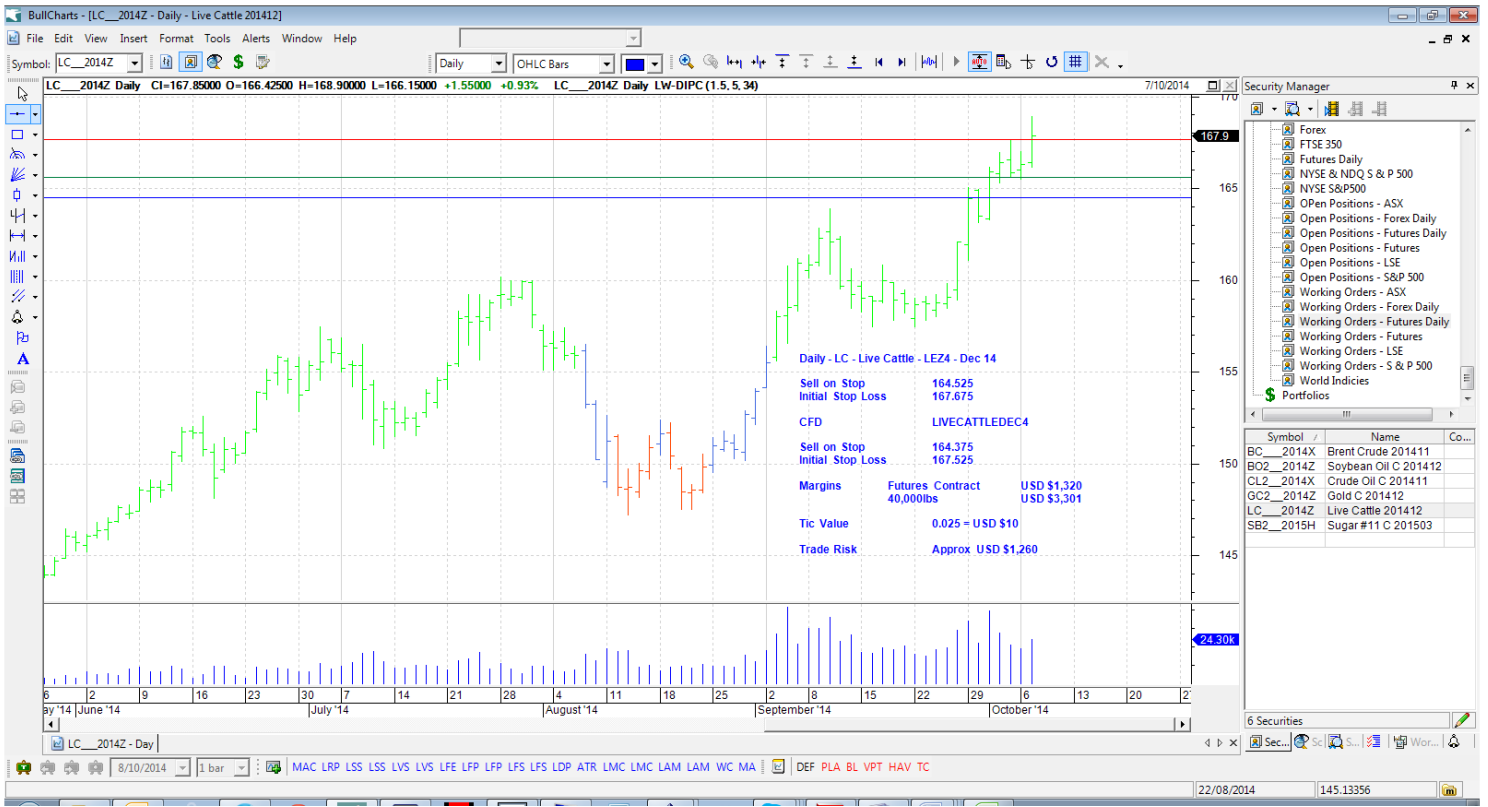 BullCharts - [LC___2014Z - Daily - Live Cattle 201412]
File Edit View Insert Format Tools Alerts Window Help
Symbol: LC___2014Z Daily OHLC Bars
LC___2014Z Daily Cl=167.85000 O=166.42500 H=168.90000 L=166.15000 +1.55000 +0.93% LC___2014Z Daily LW-DIPC (1.5, 5, 34) 7/10/2014
170
167.9
165
160
155
150
145
24.30k
Daily - LC - Live Cattle - LEZ4 - Dec 14
Sell on Stop 164.525
Initial Stop Loss 167.675
CFD LIVECATTLEDEC4
Sell on Stop 164.375
Initial Stop Loss 167.525
Margins Futures Contract USD $1,320
40,000lbs USD $3,301
Tic Value 0.025 = USD $10
Trade Risk Approx USD $1,260
6 2 9 16 23 30 7 14 21 28 4 11 18 25 2 8 15 22 29 6 13 20 2
ay '14 June '14 July '14 August '14 September '14 October '14
LC___2014Z - Day
8/10/2014 1 bar MAC LRP LSS LSS LVS LVS LFE LFP LFP LFS LFS LDP ATR LMC LMC LAM LAM WC MA DEF PLA BL VPT HAV TC
Security Manager
Forex
FTSE 350
Futures Daily
NYSE & NDQ S & P 500
NYSE S&P500
OPen Positions - ASX
Open Positions - Forex Daily
Open Positions - Futures Daily
Open Positions - Futures
Open Positions - LSE
Open Positions - S&P 500
Working Orders - ASX
Working Orders - Forex Daily
Working Orders - Futures Daily
Working Orders - Futures
Working Orders - LSE
Working Orders - S & P 500
World Indicies
Portfolios
Symbol Name Co...
BC___2014X Brent Crude 201411
BO2__2014Z Soybean Oil C 201412
CL2__2014X Crude Oil C 201411
GC2__2014Z Gold C 201412
LC___2014Z Live Cattle 201412
SB2__2015H Sugar #11 C 201503
6 Securities
Sec... Sc S... Wor...
22/08/2014 145.13356